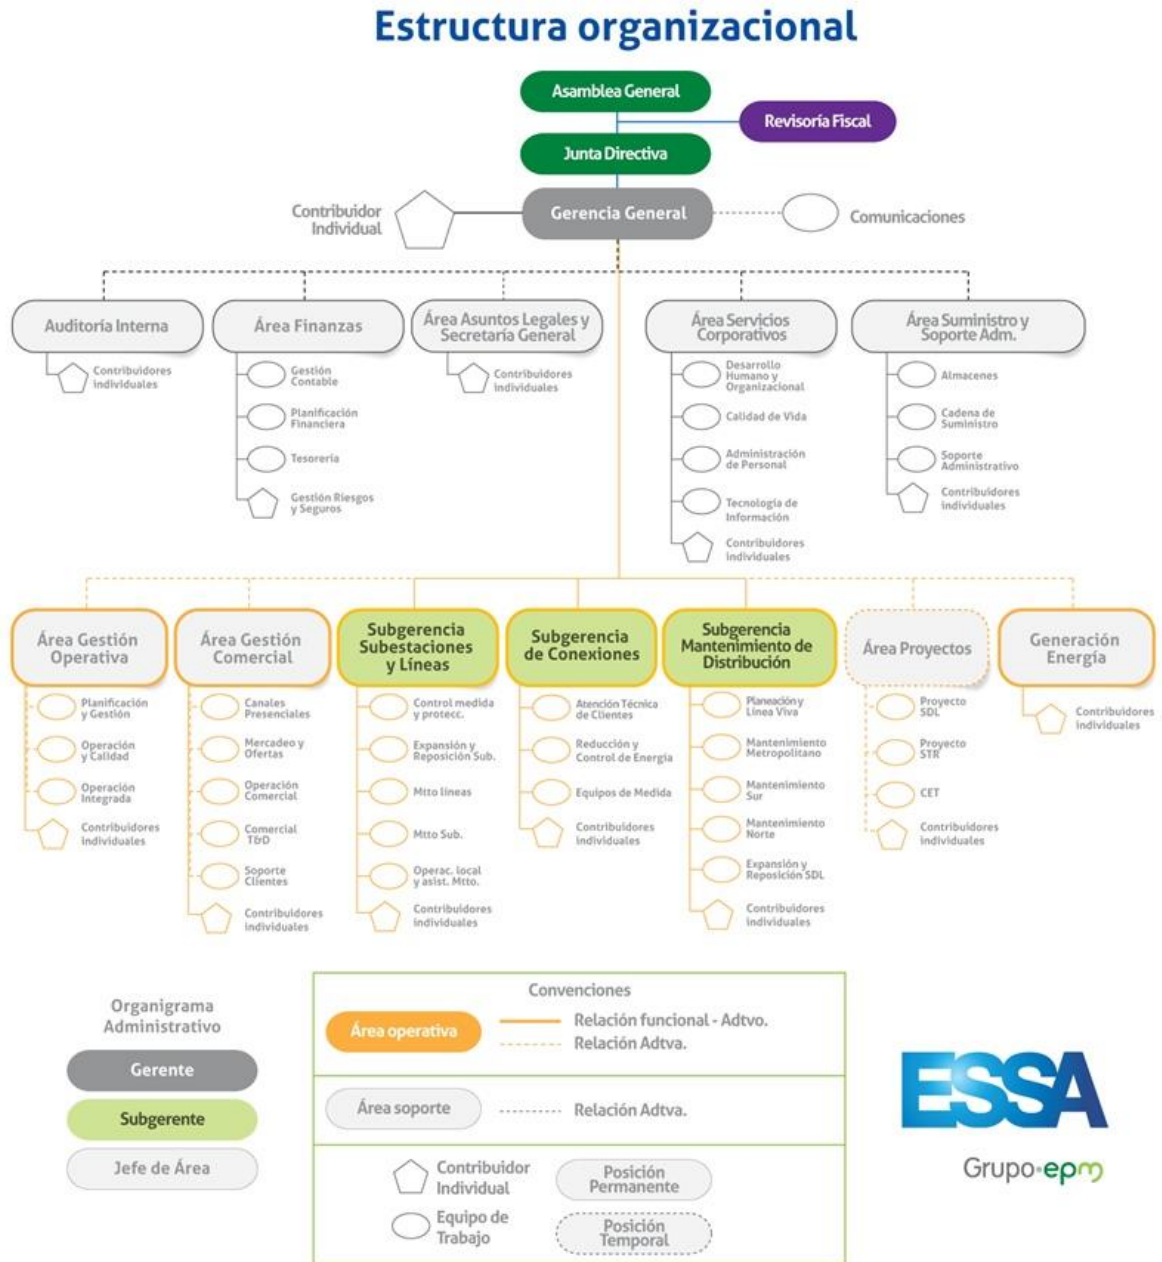 Estructura organizacional
Asamblea General
Revisoría Fiscal
Junta Directiva
Contribuidor
Individual
Gerencia General
Comunicaciones
Auditoría Interna
Contribuidores
individuales
Área Finanzas
Gestión
Contable
Planificación
Financiera
Tesorería
Gestión Riesgos
y Seguros
Área Asuntos Legales y
Secretaría General
Contribuidores
individuales
Área Servicios
Corporativos
Desarrollo
Humano y
Organizacional
Calidad de Vida
Administración
de Personal
Tecnología de
Información
Contribuidores
individuales
Área Suministro y
Soporte Adm.
Almacenes
Cadena de
Suministro
Soporte
Administrativo
Contribuidores
individuales
Área Gestión
Operativa
Planificación
y Gestión
Operación
y Calidad
Operación
Integrada
Contribuidores
individuales
Área Gestión
Comercial
Canales
Presenciales
Mercadeo y
Ofertas
Operación
Comercial
Comercial
T&D
Soporte
Clientes
Contribuidores
individuales
Subgerencia
Subestaciones
y Líneas
Control medida
y protecc.
Expansión y
Reposición Sub.
Mtto líneas
Mtto Sub.
Operac. local
y asist. Mtto.
Contribuidores
individuales
Subgerencia
de Conexiones
Atención Técnica
de Clientes
Reducción y
Control de Energía
Equipos de Medida
Contribuidores
individuales
Subgerencia
Mantenimiento de
Distribución
Planeación y
Línea Viva
Mantenimiento
Metropolitano
Mantenimiento
Sur
Mantenimiento
Norte
Expansión y
Reposición SDL
Contribuidores
individuales
Área Proyectos
Proyecto
SDL
Proyecto
STR
CET
Contribuidores
individuales
Generación
Energía
Contribuidores
individuales
Organigrama
Administrativo
Gerente
Subgerente
Jefe de Área
Convenciones
Área operativa
Relación funcional - Adtvo.
Relación Adtva.
Área soporte
Relación Adtva.
Contribuidor
Individual
Posición
Permanente
Equipo de
Trabajo
Posición
Temporal
ESSA
Grupo·epm